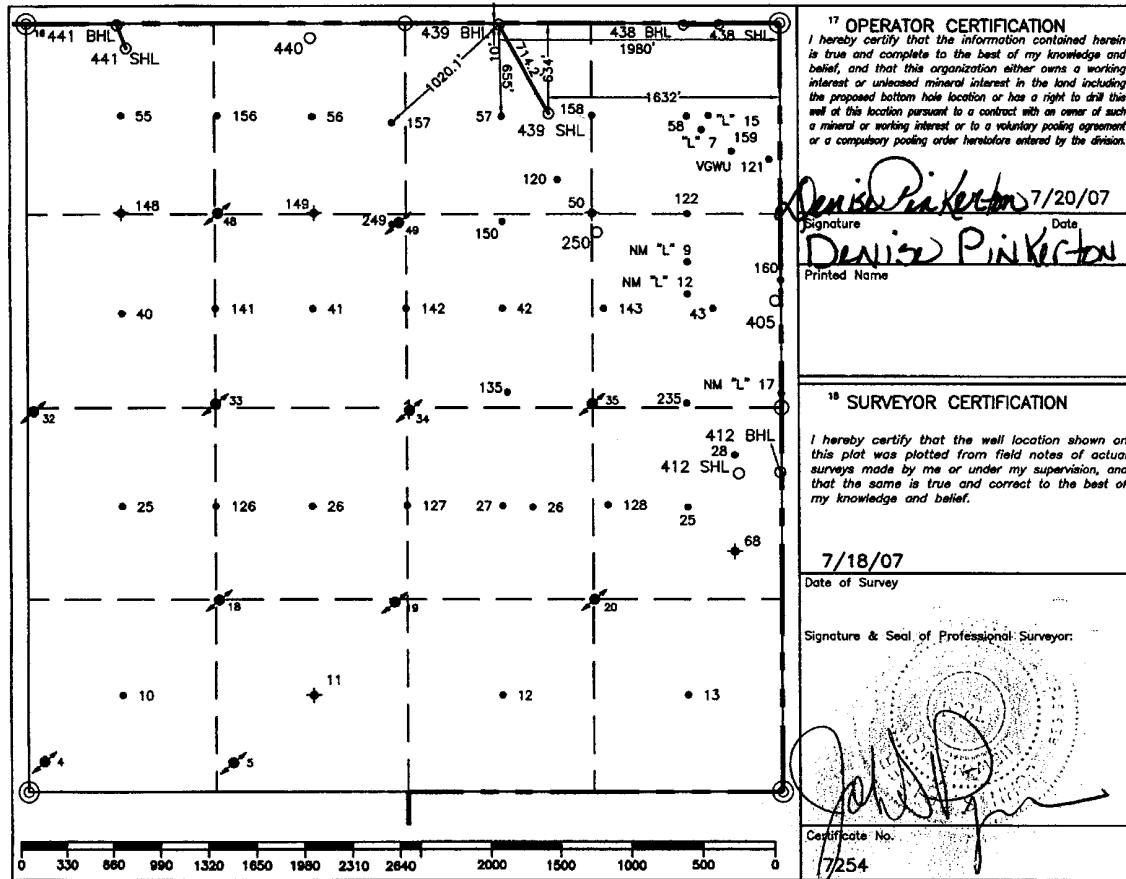 16 441 BHL
441 SHL
440
439 BHL
438 BHL
438 SHL
1980'
10'
1020.1'
655'
714.2'
634'
1632'
55
156
56
157
57
439 SHL
158
58
"L" 15
"L" 7
159
VGWU 121
120
148
48
149
249
49
150
50
250
122
NM "L" 9
NM "L" 12
160
40
141
41
142
42
143
43
405
135
235
NM "L" 17
32
33
34
35
412 BHL
28
412 SHL
25
126
26
127
27
26
128
25
68
18
19
20
10
11
12
13
4
5
0 330 660 990 1320 1650 1980 2310 2640 2000 1500 1000 500 0
17 OPERATOR CERTIFICATION
I hereby certify that the information contained herein
is true and complete to the best of my knowledge and
belief, and that this organization either owns a working
interest or unleased mineral interest in the land including
the proposed bottom hole location or has a right to drill this
well at this location pursuant to a contract with an owner of such
a mineral or working interest or to a voluntary pooling agreement
or a compulsory pooling order heretofore entered by the division.
Denise Pinkerton 7/20/07
Signature Date
Denise Pinkerton
Printed Name
18 SURVEYOR CERTIFICATION
I hereby certify that the well location shown on
this plat was plotted from field notes of actual
surveys made by me or under my supervision, and
that the same is true and correct to the best of
my knowledge and belief.
7/18/07
Date of Survey
Signature & Seal of Professional Surveyor:
Certificate No.
7254